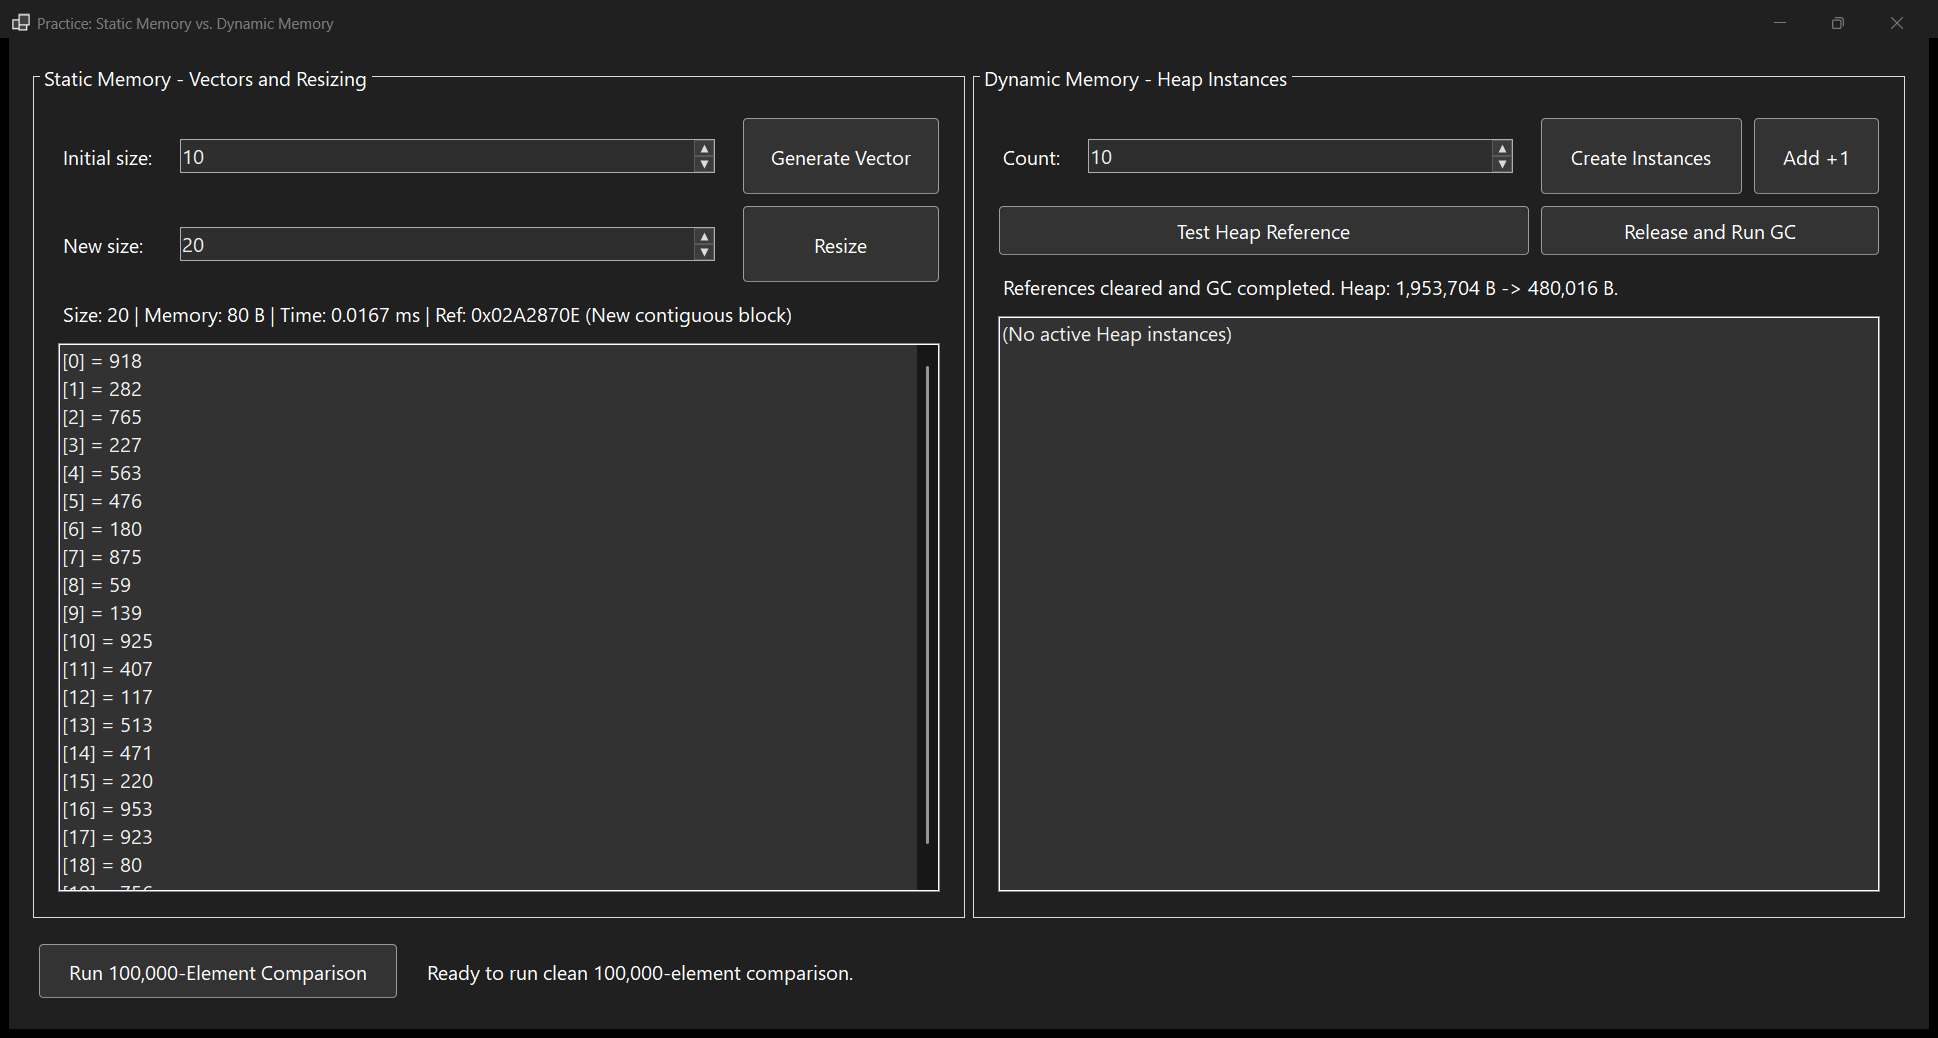 Practice: Static Memory vs. Dynamic Memory
Static Memory - Vectors and Resizing
Initial size:
10
Generate Vector
New size:
20
Resize
Size: 20 | Memory: 80 B | Time: 0.0167 ms | Ref: 0x02A2870E (New contiguous block)
[0] = 918
[1] = 282
[2] = 765
[3] = 227
[4] = 563
[5] = 476
[6] = 180
[7] = 875
[8] = 59
[9] = 139
[10] = 925
[11] = 407
[12] = 117
[13] = 513
[14] = 471
[15] = 220
[16] = 953
[17] = 923
[18] = 80
Dynamic Memory - Heap Instances
Count:
10
Create Instances
Add +1
Test Heap Reference
Release and Run GC
References cleared and GC completed. Heap: 1,953,704 B -> 480,016 B.
(No active Heap instances)
Run 100,000-Element Comparison
Ready to run clean 100,000-element comparison.